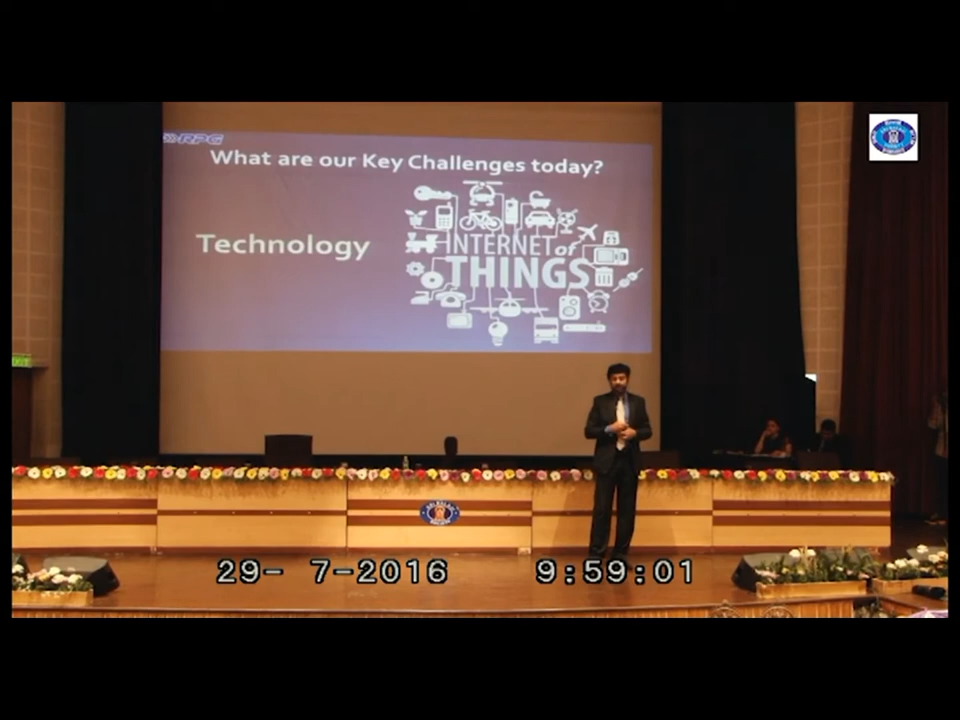 RPG
What are our Key Challenges today?
Technology
INTERNET of
THINGS
29- 7-2016 9:59:01